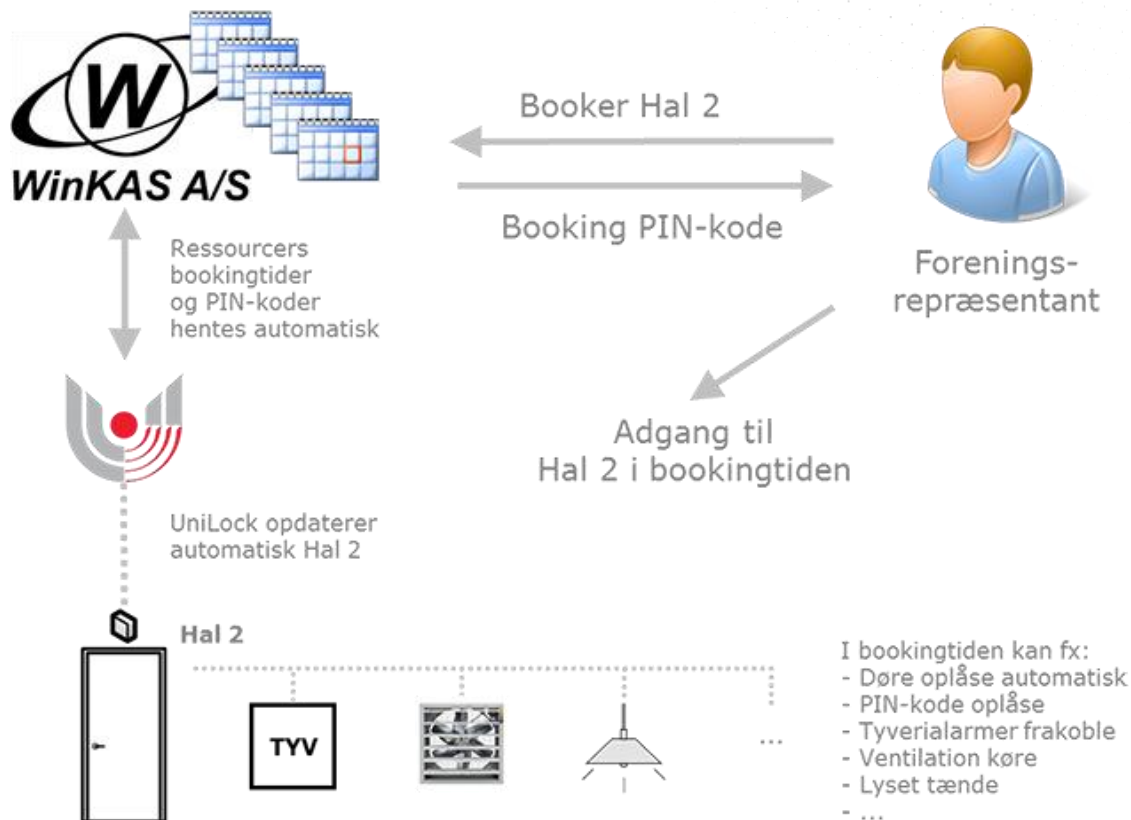 W
WinKAS A/S
Booker Hal 2
Booking PIN-kode
Forenings-
repræsentant
Ressourcers
bookingtider
og PIN-koder
hentes automatisk
Adgang til
Hal 2 i bookingtiden
UniLock opdaterer
automatisk Hal 2
Hal 2
TYV
...
I bookingtiden kan fx:
- Døre oplåse automatisk
- PIN-kode oplåse
- Tyverialarmer frakoble
- Ventilation køre
- Lyset tænde
- ...